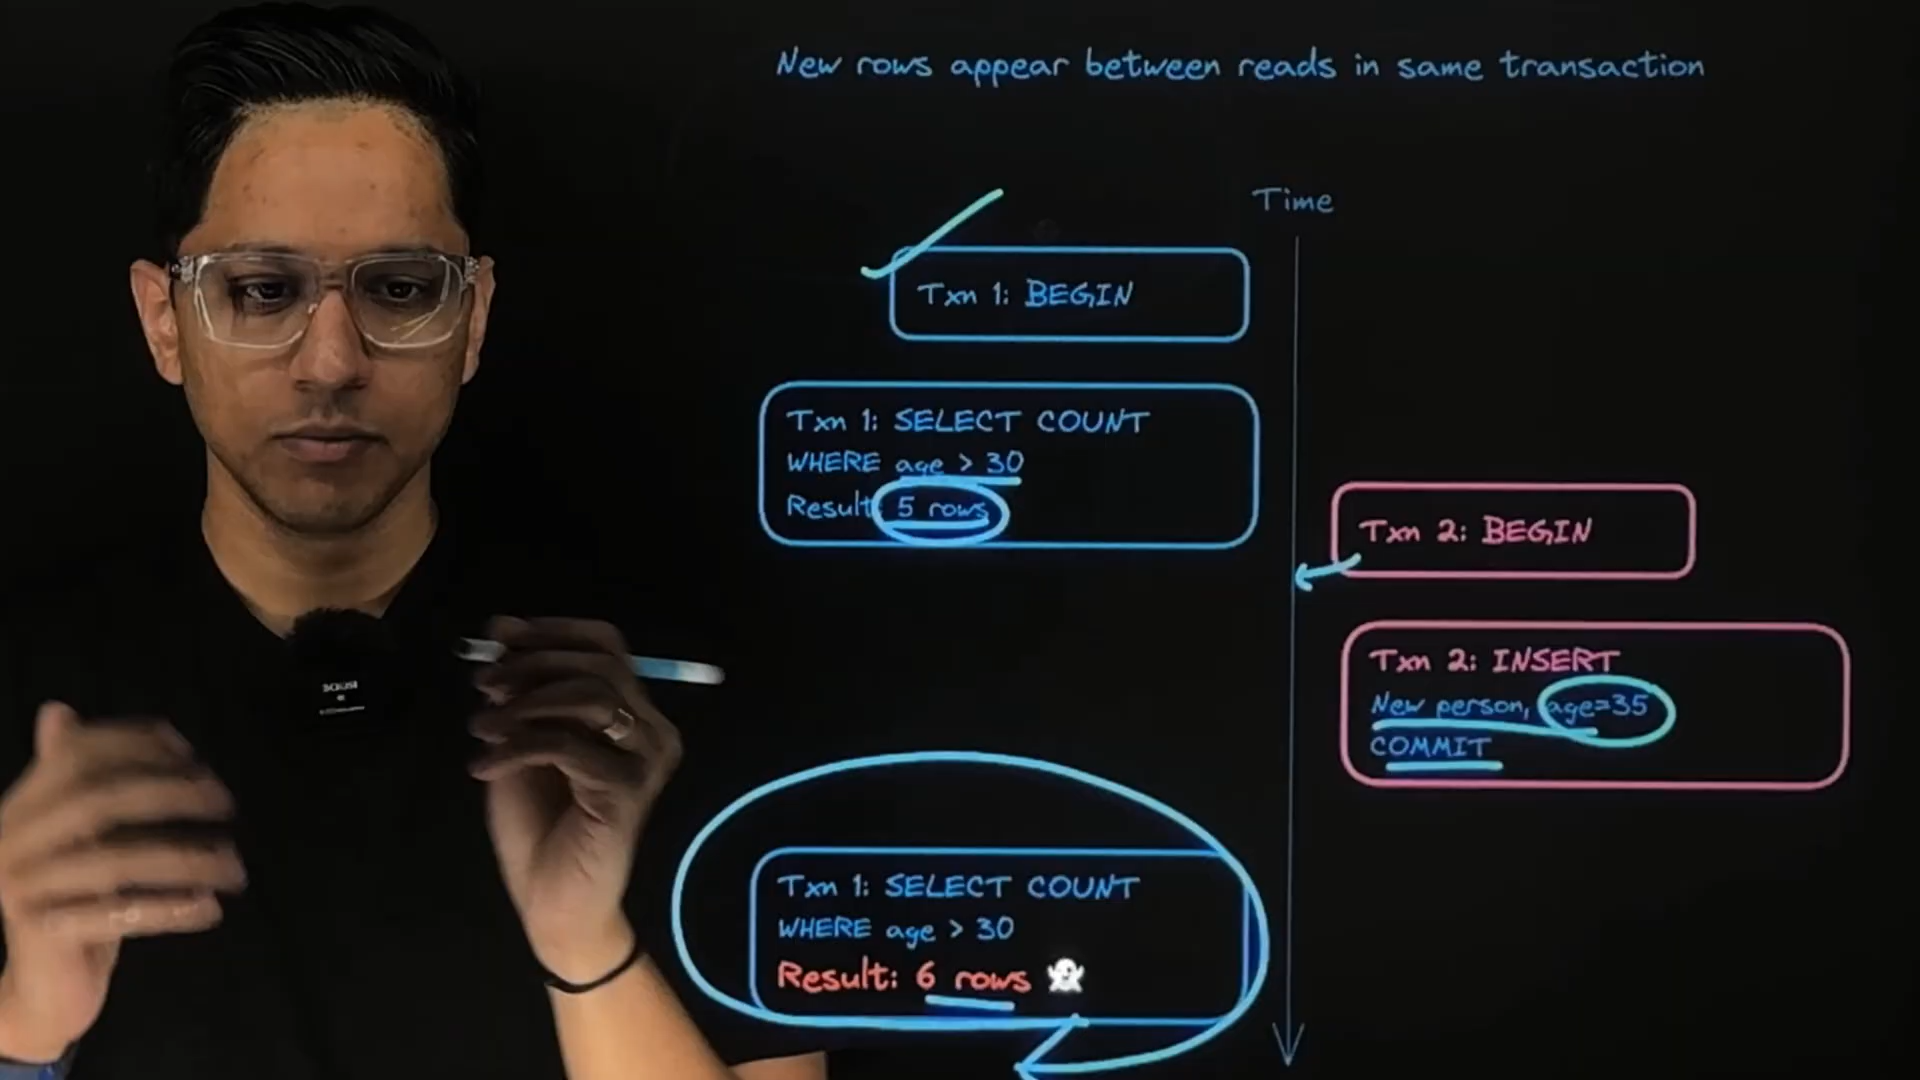 New rows appear between reads in same transaction
Time
Txn 1: BEGIN
Txn 1: SELECT COUNT
WHERE age > 30
Result: 5 rows
Txn 2: BEGIN
Txn 2: INSERT
New person, age=35
COMMIT
Txn 1: SELECT COUNT
WHERE age > 30
Result: 6 rows